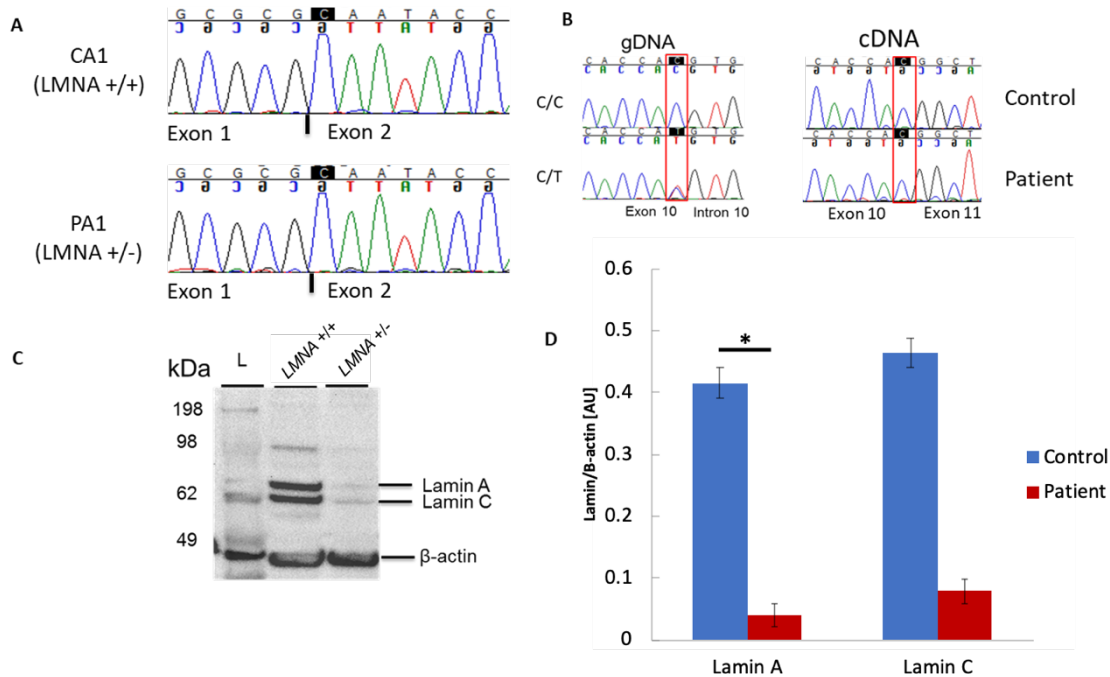 A
G C G C G C A A T A C C
C G C G C G T T A T G G
CA1
(LMNA +/+)
Exon 1
Exon 2
G C G C G C A A T A C C
C G C G C G T T A T G G
PA1
(LMNA +/-)
Exon 1
Exon 2
B
gDNA
cDNA
C A C C A C G T G
C A C C A C G T G
C/C
C A C C A T G T G
C A C C A T G T G
C/T
Exon 10
Intron 10
C A C C A C G C C G A
G T G G T G C G G C T
Control
C A C C A C G C C G A
Patient
Exon 10
Exon 11
C
kDa
L
LMNA +/+
LMNA +/-
198
98
62
49
Lamin A
Lamin C
β-actin
D
0.6
0.5
0.4
0.3
0.2
0.1
0
Lamin/B-actin [AU]
*
Control
Patient
Lamin A
Lamin C